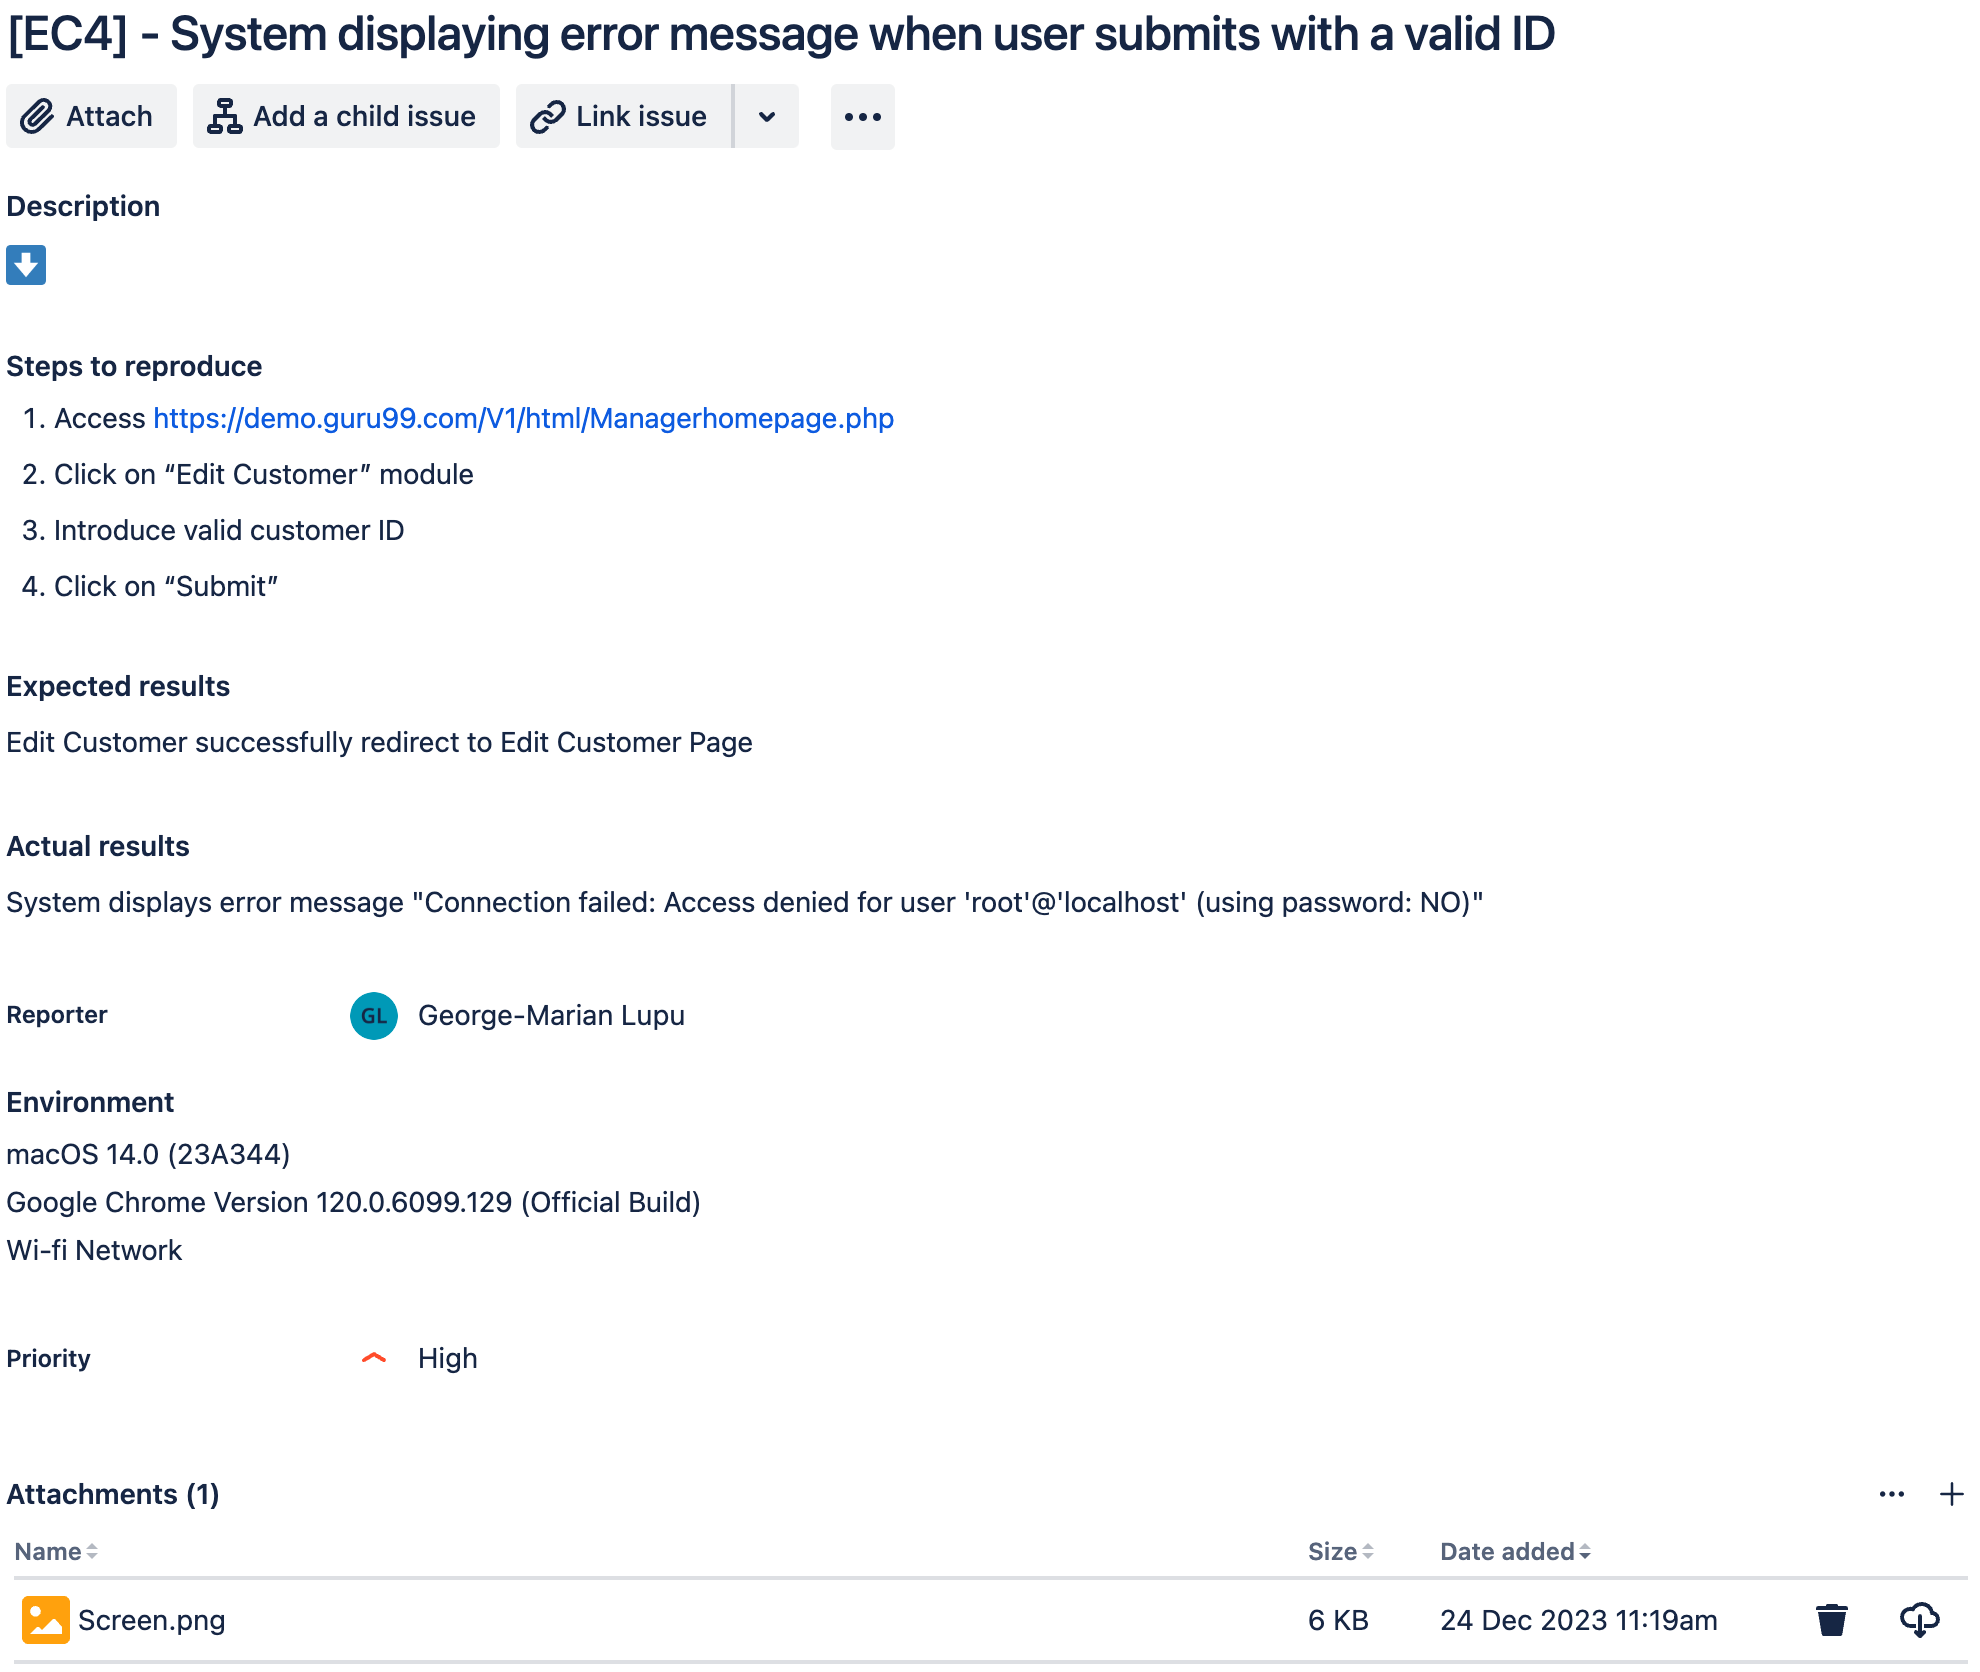 [EC4] - System displaying error message when user submits with a valid ID
Attach
Add a child issue
Link issue
Description
Steps to reproduce
1. Access https://demo.guru99.com/V1/html/Managerhomepage.php
2. Click on “Edit Customer” module
3. Introduce valid customer ID
4. Click on “Submit”
Expected results
Edit Customer successfully redirect to Edit Customer Page
Actual results
System displays error message "Connection failed: Access denied for user 'root'@'localhost' (using password: NO)"
Reporter GL George-Marian Lupu
Environment
macOS 14.0 (23A344)
Google Chrome Version 120.0.6099.129 (Official Build)
Wi-fi Network
Priority High
Attachments (1)
Name Size Date added
Screen.png 6 KB 24 Dec 2023 11:19am